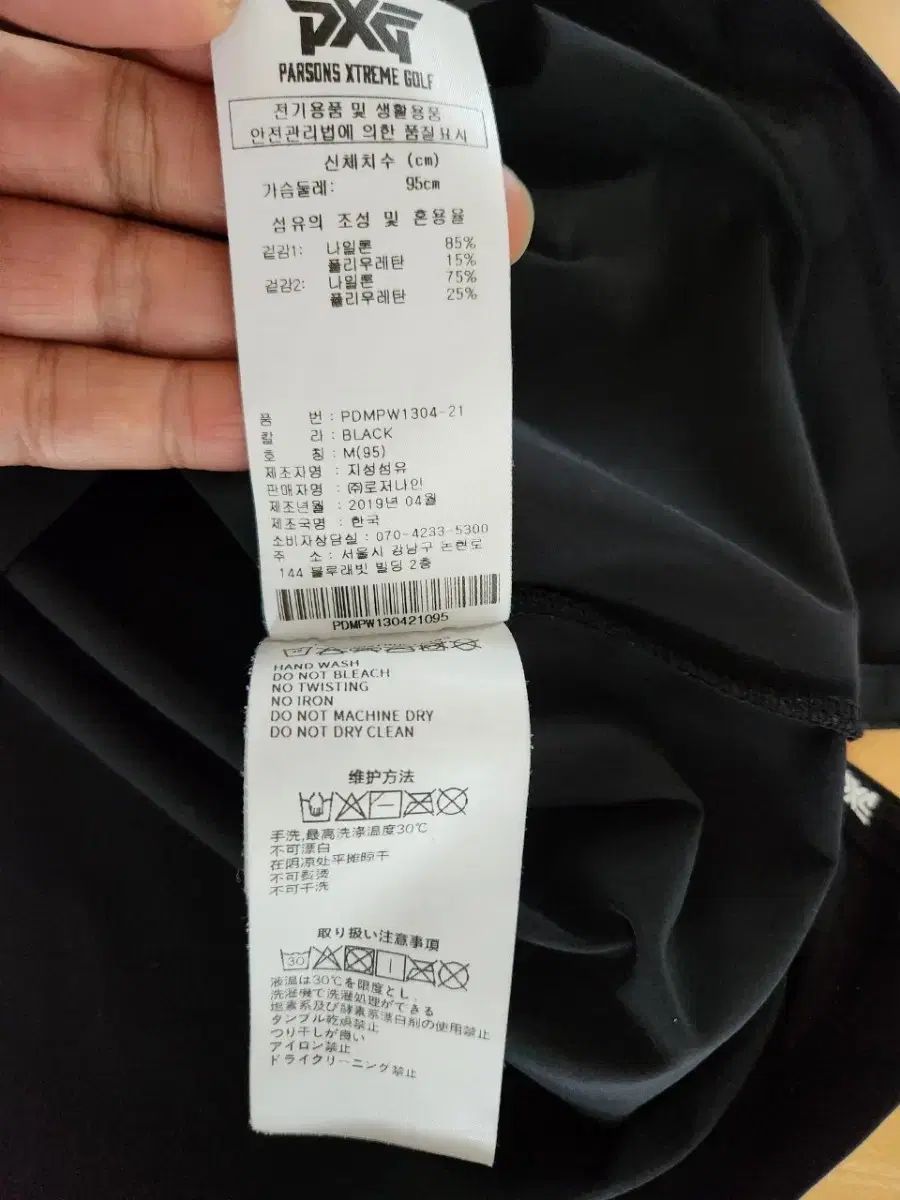 PXG
PARSONS XTREME GOLF
전기용품 및 생활용품
안전관리법에 의한 품질표시
신체치수 (cm)
가슴둘레: 95cm
섬유의 조성 및 혼용율
겉감1: 나일론 85%
폴리우레탄 15%
겉감2: 나일론 75%
폴리우레탄 25%
품 번 : PDMPW1304-21
칼 라 : BLACK
호 칭 : M(95)
제조자명 : 지성섬유
판매자명 : ㈜로저나인
제조년월 : 2019년 04월
제조국명 : 한국
소비자상담실 : 070-4233-5300
주 소 : 서울시 강남구 논현로
144 블루래빗 빌딩 2층
PDMPW130421095
HAND WASH
DO NOT BLEACH
NO TWISTING
NO IRON
DO NOT MACHINE DRY
DO NOT DRY CLEAN
维护方法
手洗,最高洗涤温度30℃
不可漂白
在阴凉处平摊晾干
不可熨烫
不可干洗
取り扱い注意事項
30
液温は30℃を限度とし、
洗濯機で洗濯処理ができる
塩素系及び酵素系漂白剤の使用禁止
タンブル乾燥禁止
つり干しが良い
アイロン禁止
ドライクリーニング禁止